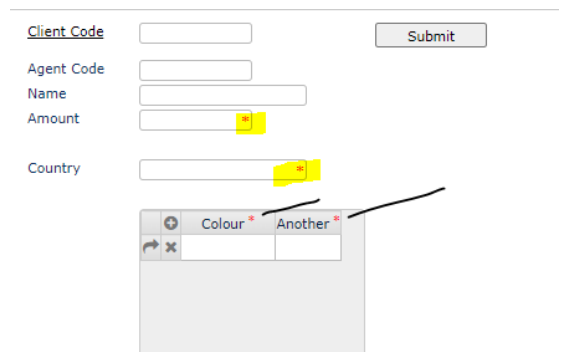 Client Code Submit
Agent Code
Name
Amount *
Country *
Colour * Another *